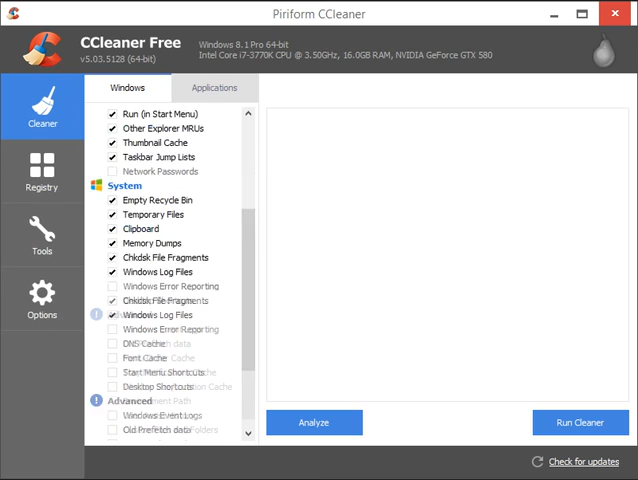 Piriform CCleaner
CCleaner Free
v5.03.5128 (64-bit)
Windows 8.1 Pro 64-bit
Intel Core i7-3770K CPU @ 3.50GHz, 16.0GB RAM, NVIDIA GeForce GTX 580
Cleaner
Registry
Tools
Options
Windows
Applications
Run (in Start Menu)
Other Explorer MRUs
Thumbnail Cache
Taskbar Jump Lists
Network Passwords
System
Empty Recycle Bin
Temporary Files
Clipboard
Memory Dumps
Chkdsk File Fragments
Windows Log Files
Windows Error Reporting
Chkdsk File Fragments
Windows Log Files
Windows Error Reporting
DNS Cache
Font Cache
Start Menu Shortcuts
Desktop Shortcuts
Advanced
Windows Event Logs
Old Prefetch data
Analyze
Run Cleaner
Check for updates